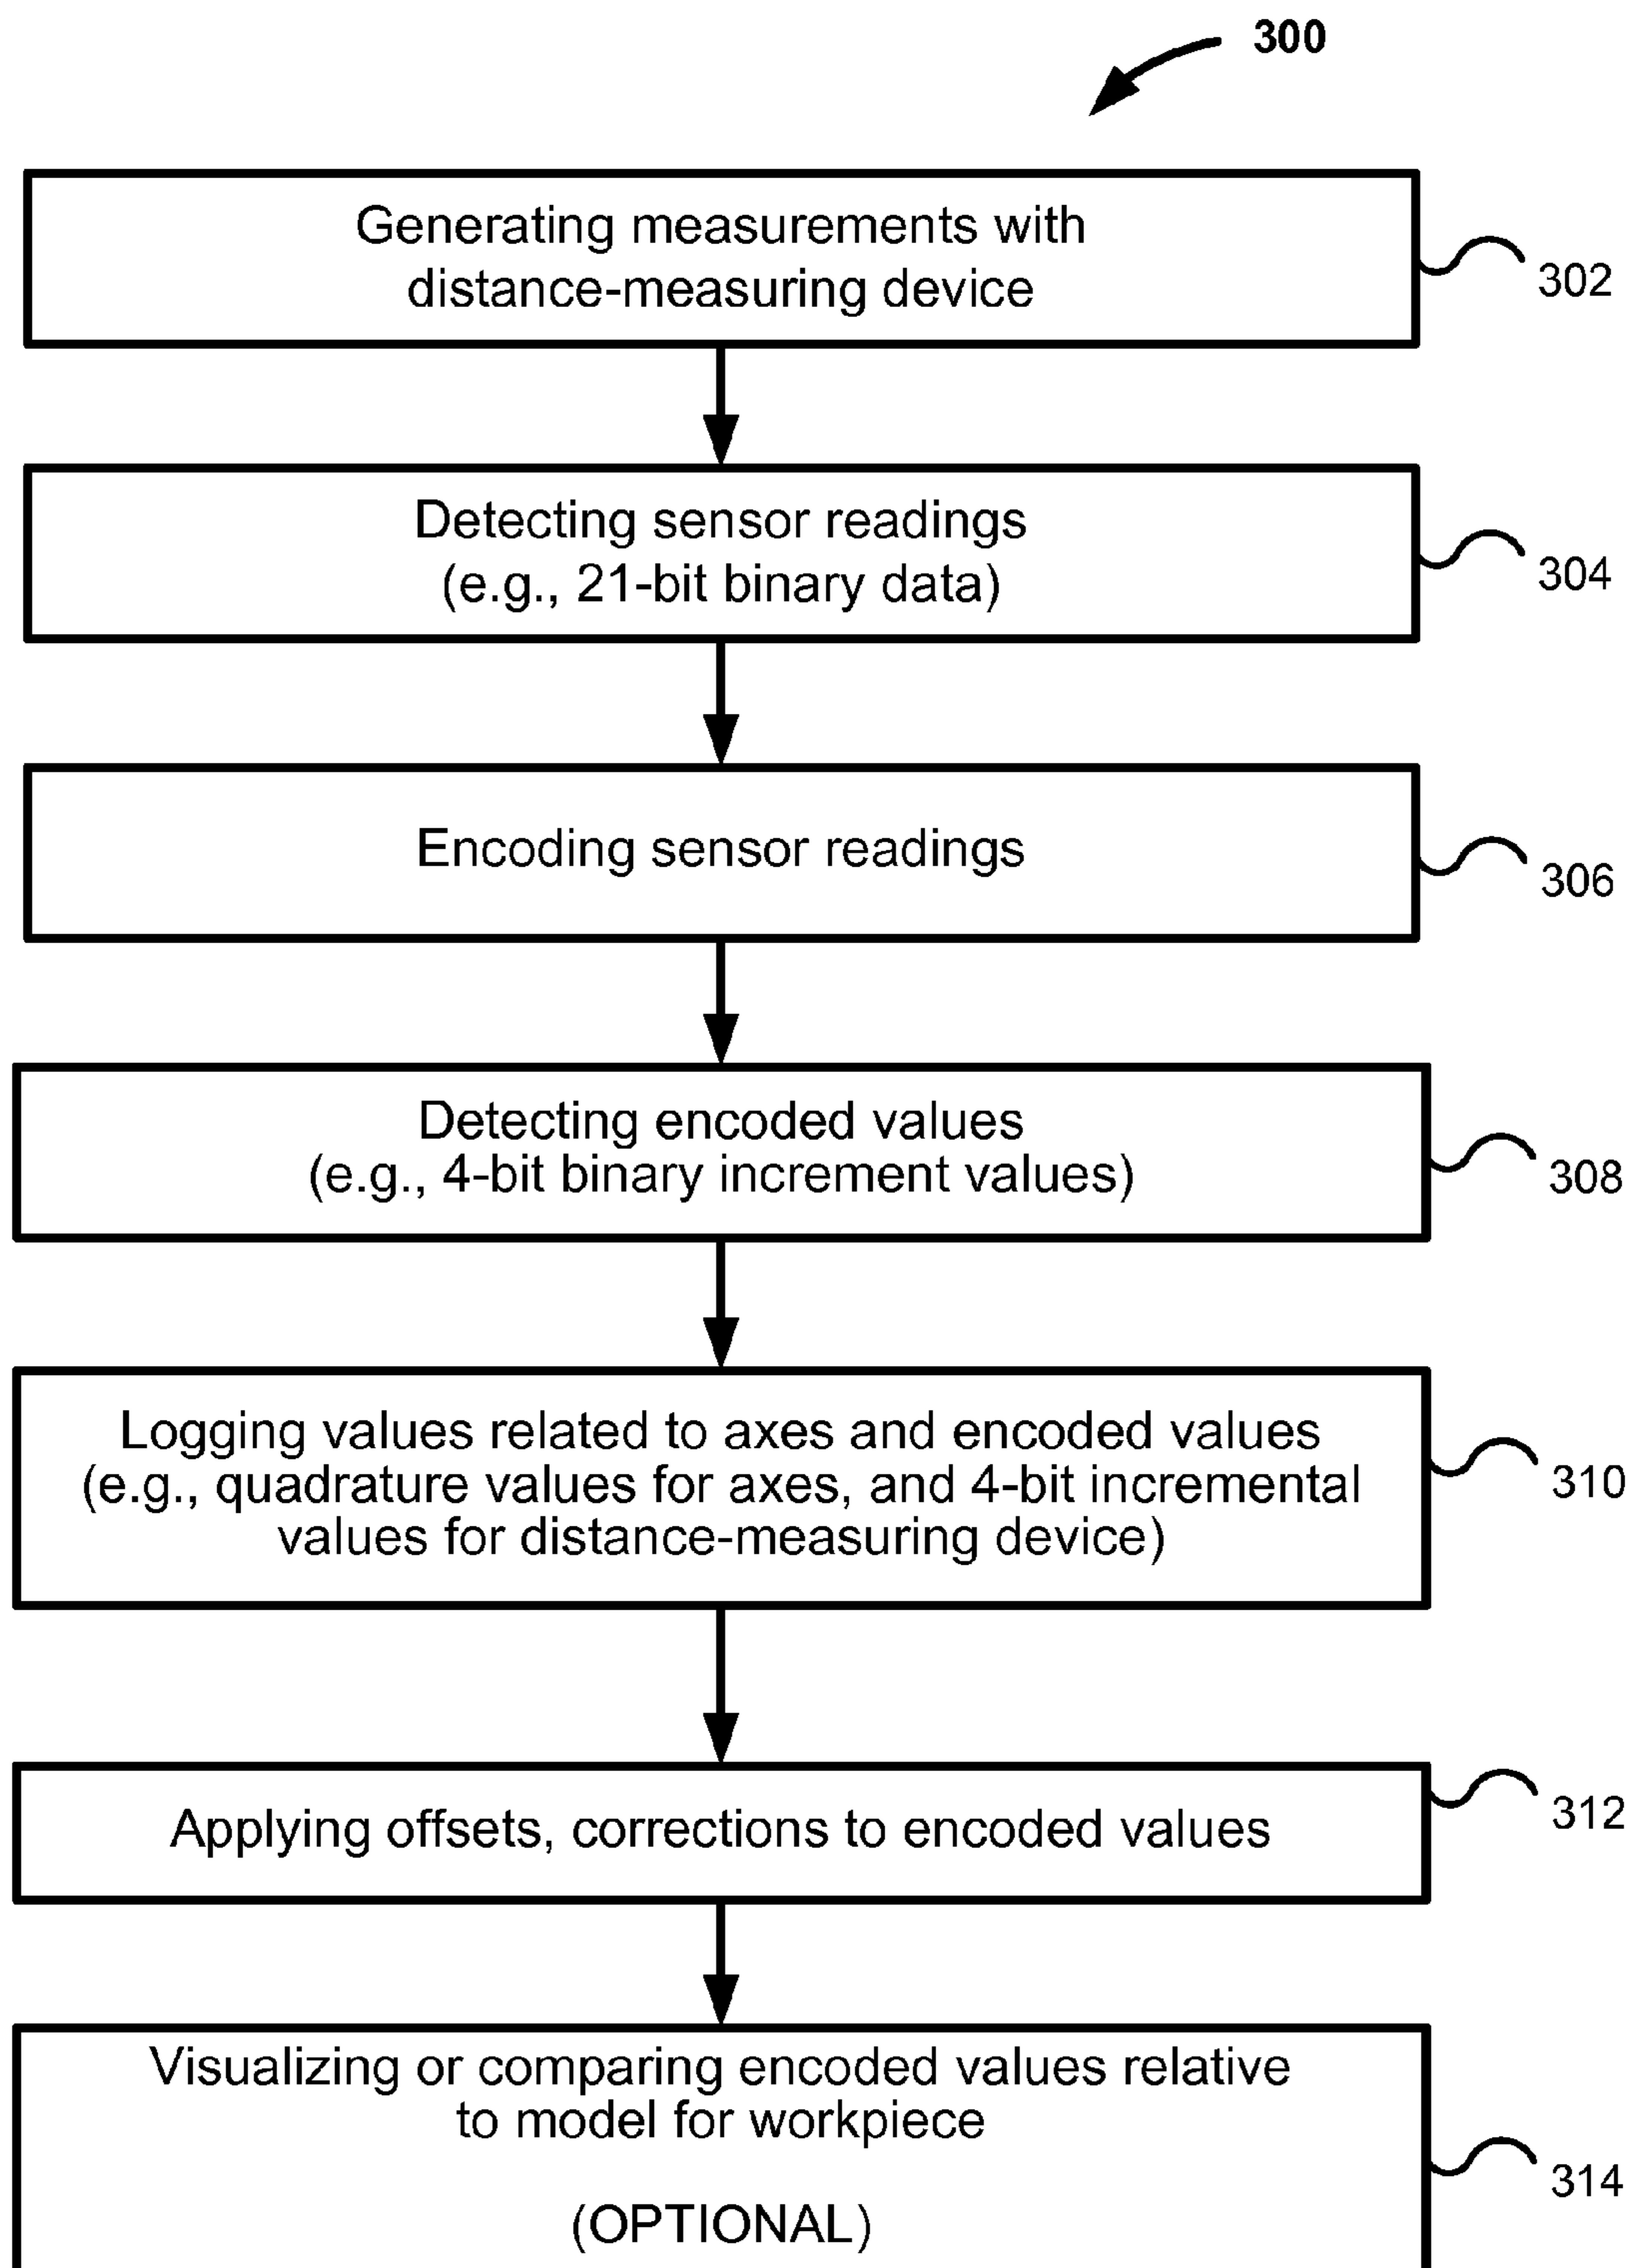 300
Generating measurements with
distance-measuring device
302
Detecting sensor readings
(e.g., 21-bit binary data)
304
Encoding sensor readings
306
Detecting encoded values
(e.g., 4-bit binary increment values)
308
Logging values related to axes and encoded values
(e.g., quadrature values for axes, and 4-bit incremental
values for distance-measuring device)
310
Applying offsets, corrections to encoded values
312
Visualizing or comparing encoded values relative
to model for workpiece
(OPTIONAL)
314